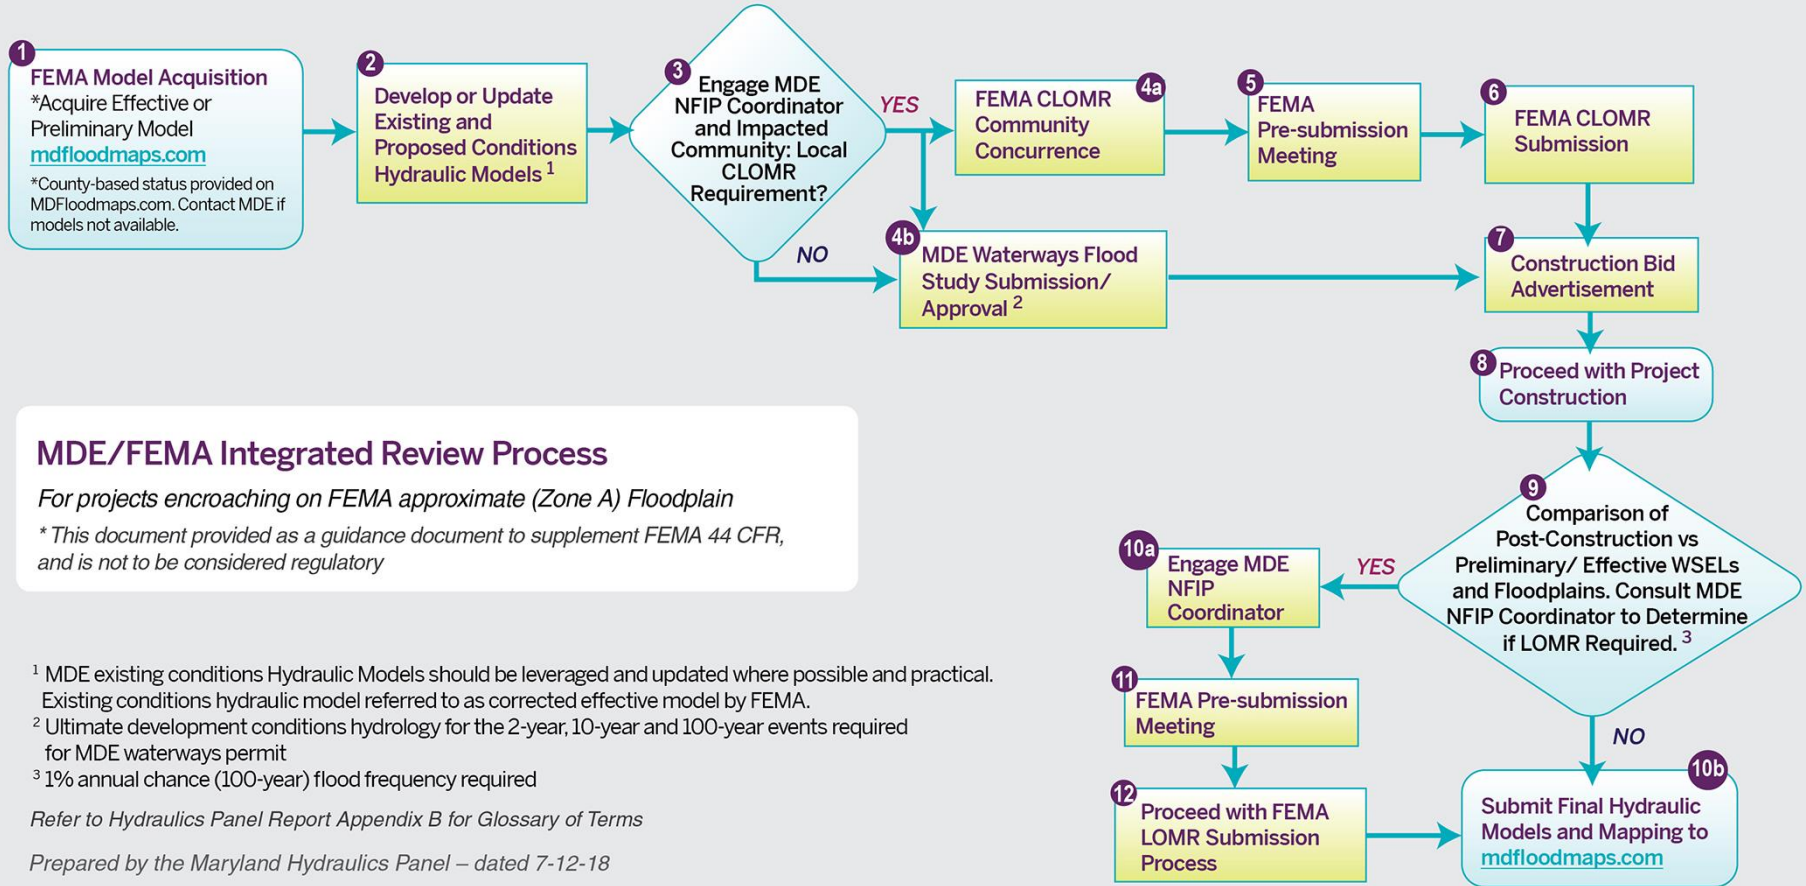 1
FEMA Model Acquisition
*Acquire Effective or
Preliminary Model
mdfloodmaps.com
*County-based status provided on
MDFloodmaps.com. Contact MDE if
models not available.
2
Develop or Update
Existing and
Proposed Conditions
Hydraulic Models 1
3
Engage MDE
NFIP Coordinator
and Impacted
Community: Local
CLOMR
Requirement?
YES
NO
4a
FEMA CLOMR
Community
Concurrence
4b
MDE Waterways Flood
Study Submission/
Approval 2
5
FEMA
Pre-submission
Meeting
6
FEMA CLOMR
Submission
7
Construction Bid
Advertisement
8
Proceed with Project
Construction
9
Comparison of
Post-Construction vs
Preliminary/ Effective WSELs
and Floodplains. Consult MDE
NFIP Coordinator to Determine
if LOMR Required. 3
YES
NO
10a
Engage MDE
NFIP
Coordinator
11
FEMA Pre-submission
Meeting
12
Proceed with FEMA
LOMR Submission
Process
10b
Submit Final Hydraulic
Models and Mapping to
mdfloodmaps.com
MDE/FEMA Integrated Review Process
For projects encroaching on FEMA approximate (Zone A) Floodplain
* This document provided as a guidance document to supplement FEMA 44 CFR,
and is not to be considered regulatory
1 MDE existing conditions Hydraulic Models should be leveraged and updated where possible and practical.
Existing conditions hydraulic model referred to as corrected effective model by FEMA.
2 Ultimate development conditions hydrology for the 2-year, 10-year and 100-year events required
for MDE waterways permit
3 1% annual chance (100-year) flood frequency required
Refer to Hydraulics Panel Report Appendix B for Glossary of Terms
Prepared by the Maryland Hydraulics Panel – dated 7-12-18